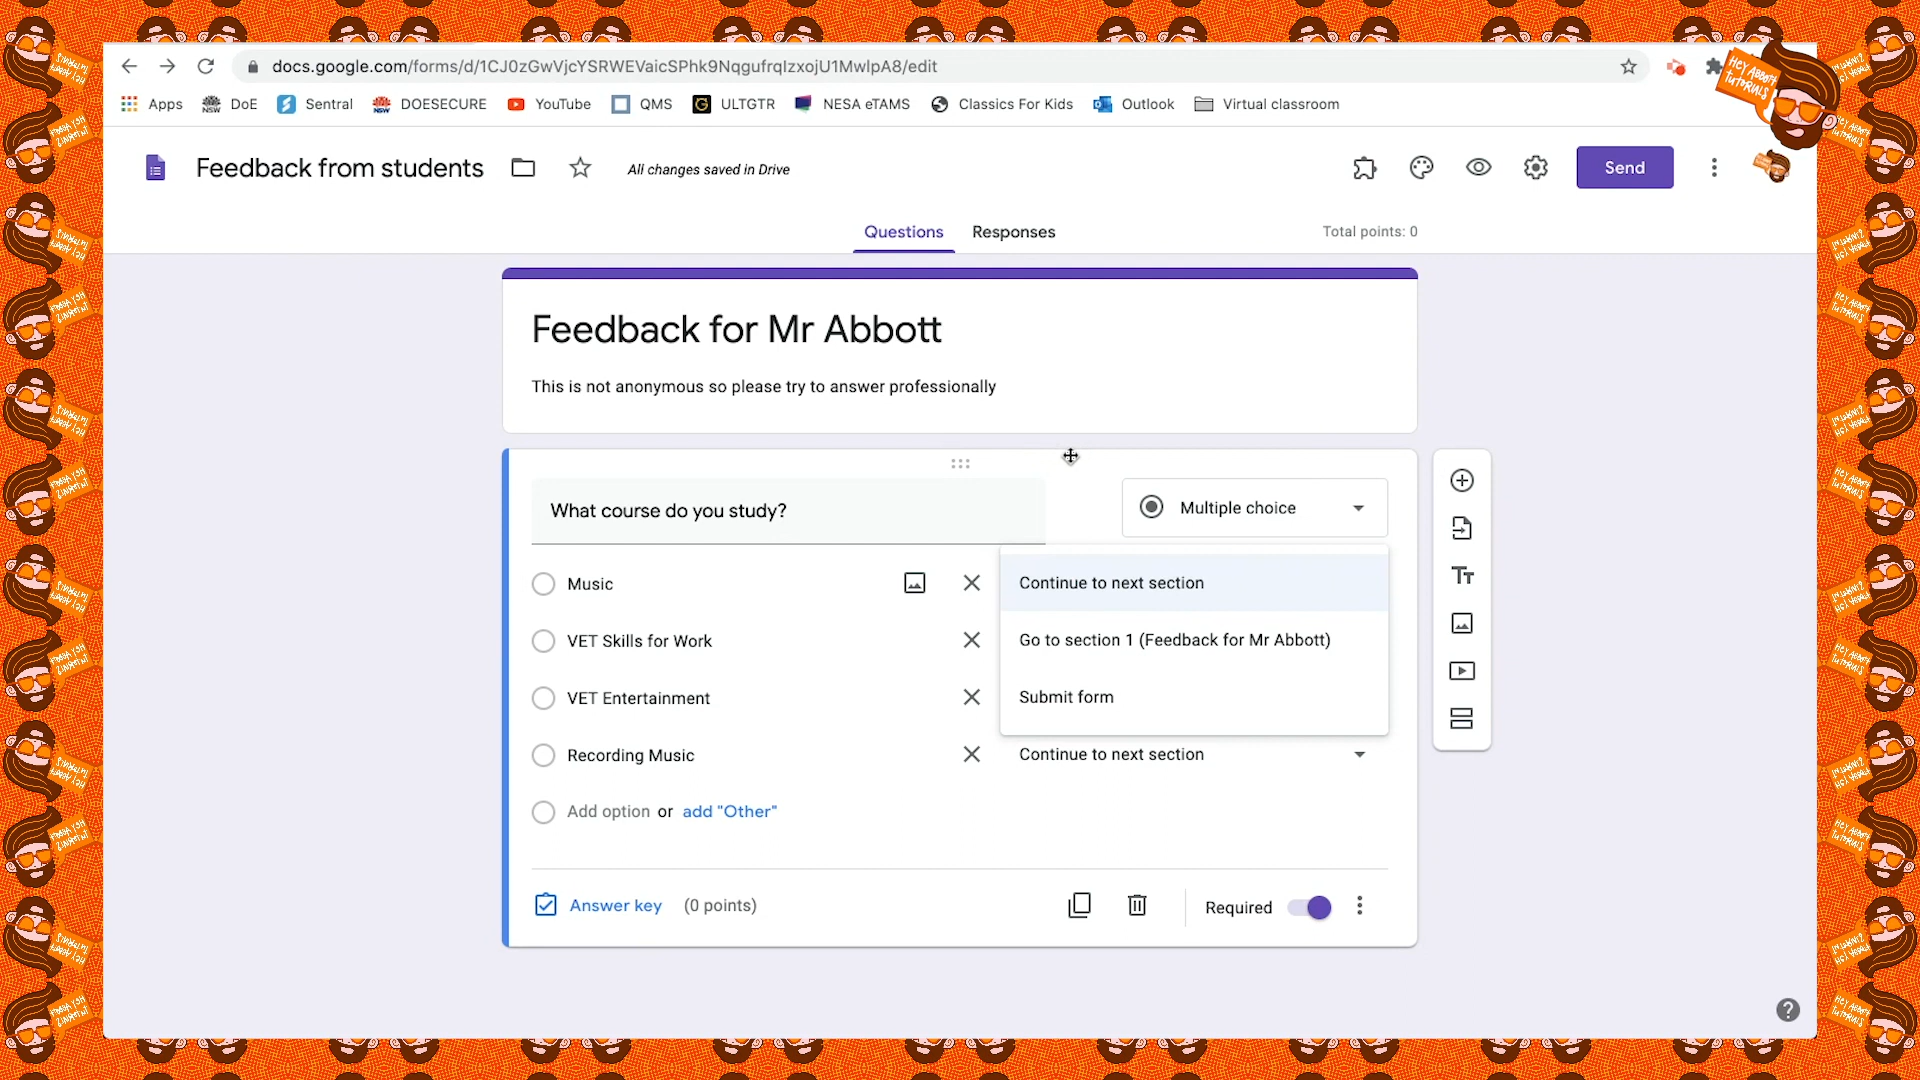 docs.google.com/forms/d/1CJ0zGwVjcYSRWEVaicSPhk9NqgufrqIzxojU1MwlpA8/edit
HEY ABBOTT TUTORIALS
Apps DoE Sentral DOESECURE YouTube QMS ULTGTR NESA eTAMS Classics For Kids Outlook Virtual classroom
Feedback from students All changes saved in Drive Send
Questions Responses Total points: 0
Feedback for Mr Abbott
This is not anonymous so please try to answer professionally
What course do you study? Multiple choice
Music Continue to next section
VET Skills for Work Go to section 1 (Feedback for Mr Abbott)
VET Entertainment Submit form
Recording Music Continue to next section
Add option or add "Other"
Answer key (0 points) Required